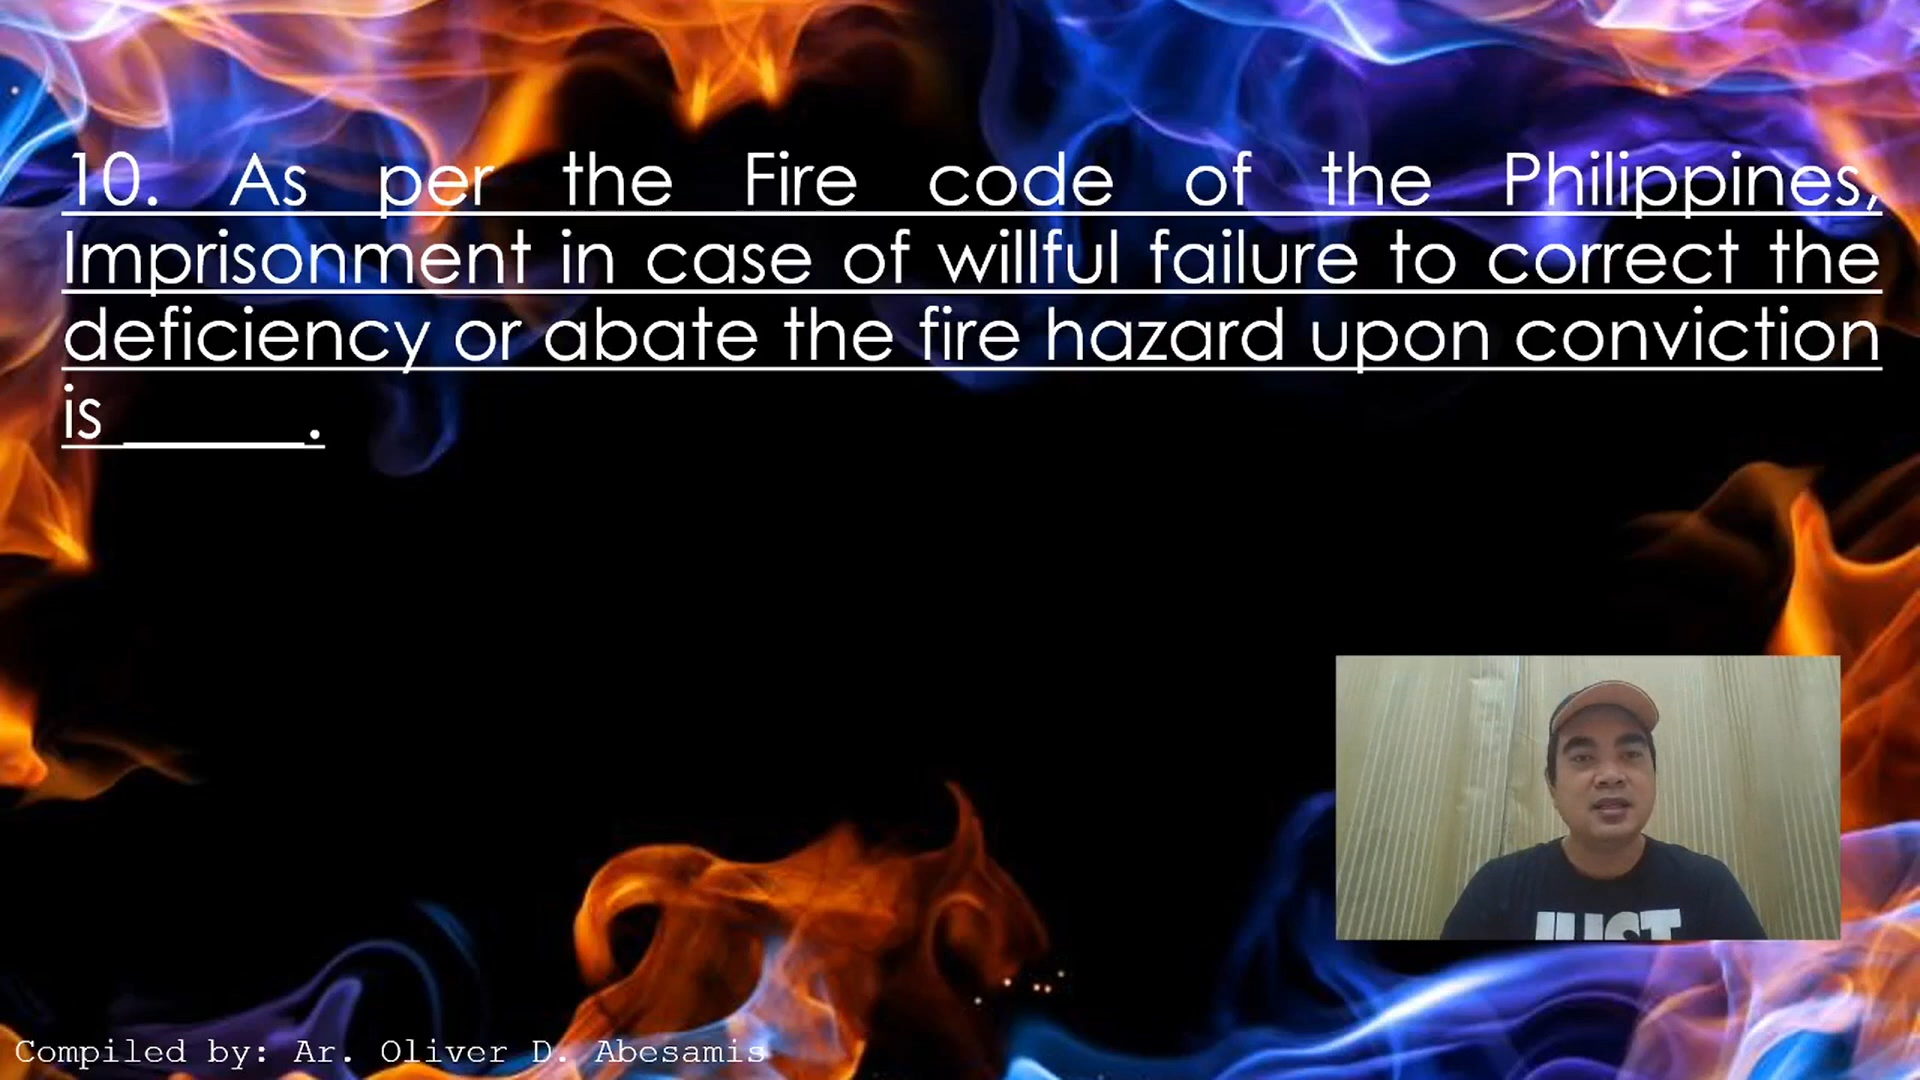 10. As per the Fire code of the Philippines,
Imprisonment in case of willful failure to correct the
deficiency or abate the fire hazard upon conviction
is ______.
JUST
Compiled by: Ar. Oliver D. Abesamis